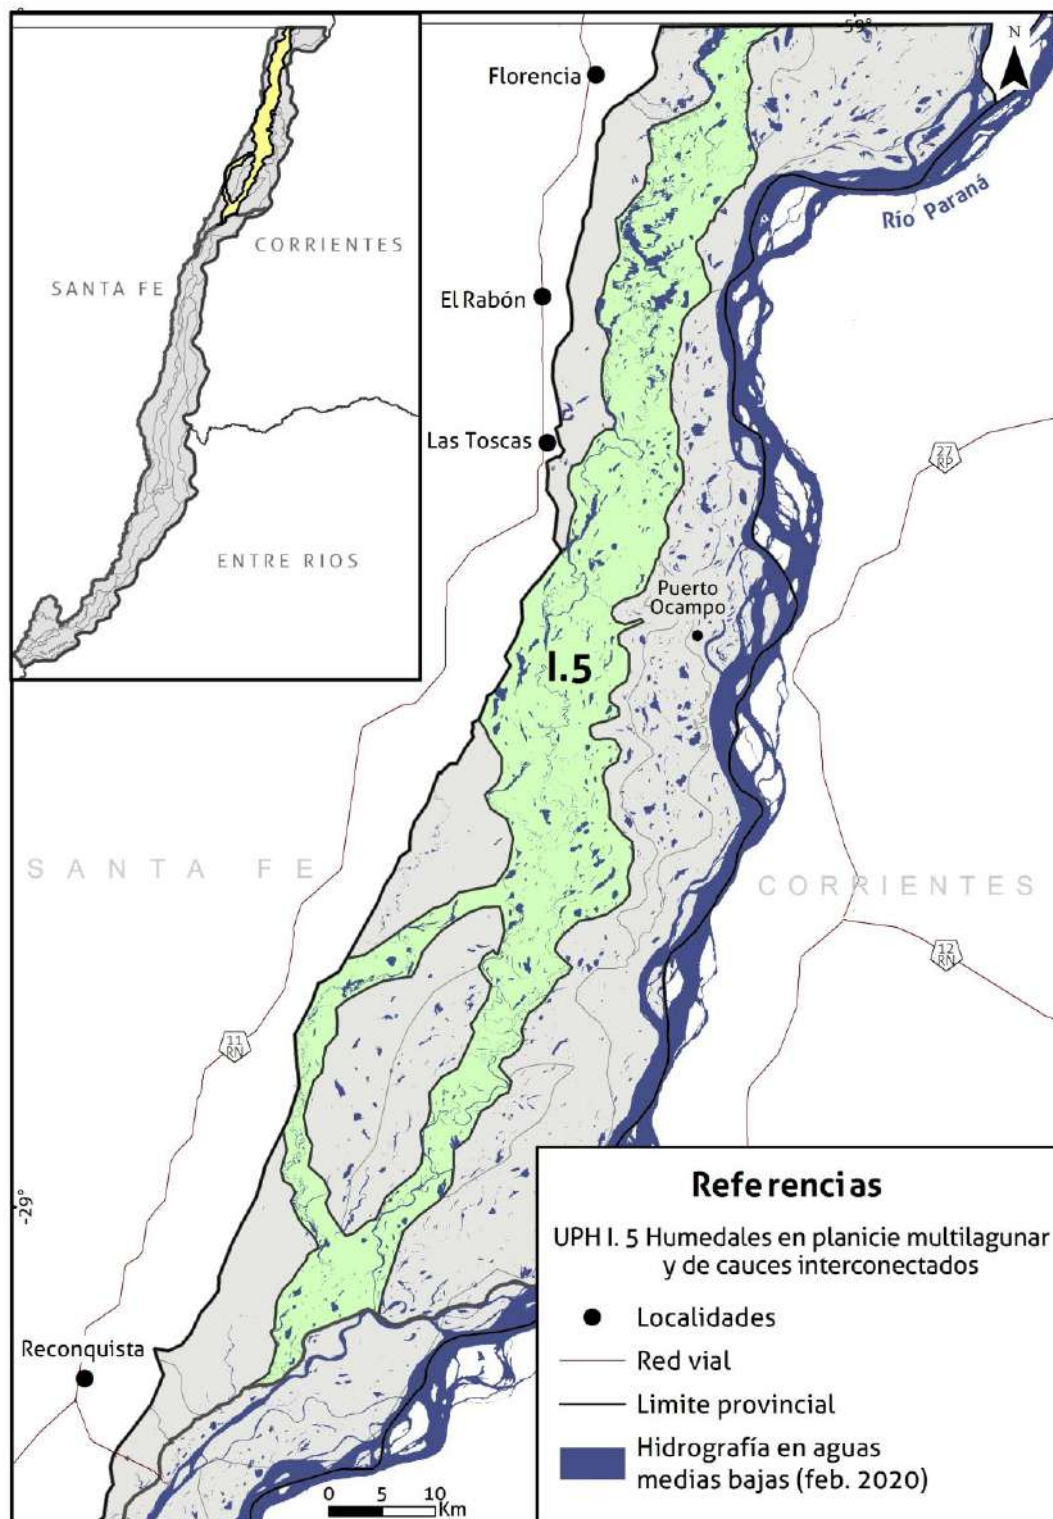 SANTA FE
CORRIENTES
ENTRE RIOS
-59°
N
Florencia
Río Paraná
El Rabón
Las Toscas
27
RP
Puerto
Ocampo
I.5
SANTA FE
CORRIENTES
12
RN
11
RN
-29°
Reconquista
0 5 10
Km
Referencias
UPH I. 5 Humedales en planicie multilagunar
y de cauces interconectados
Localidades
Red vial
Limite provincial
Hidrografía en aguas
medias bajas (feb. 2020)